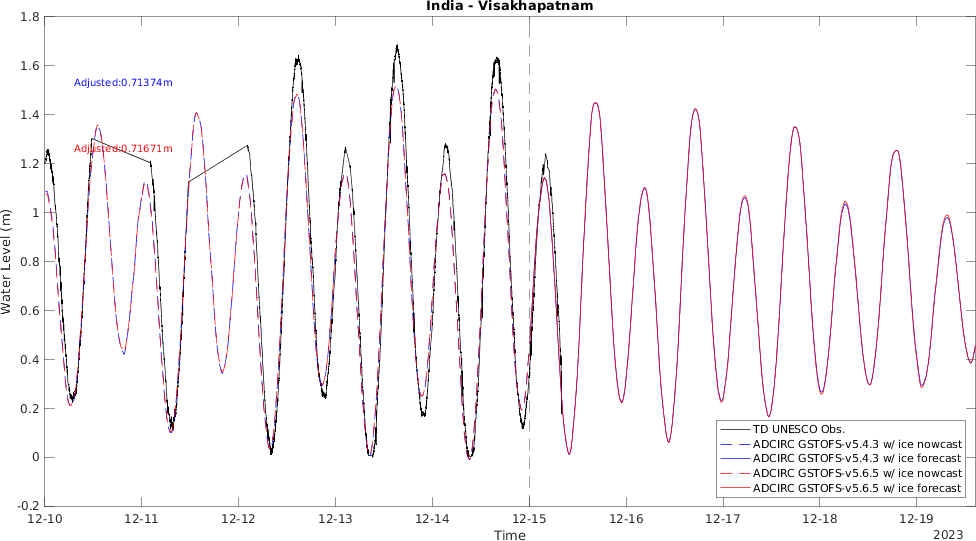 India - Visakhapatnam
1.8
1.6
1.4
1.2
1
0.8
0.6
0.4
0.2
0
-0.2
Water Level (m)
Adjusted:0.71374m
Adjusted:0.71671m
TD UNESCO Obs.
ADCIRC GSTOFS-v5.4.3 w/ ice nowcast
ADCIRC GSTOFS-v5.4.3 w/ ice forecast
ADCIRC GSTOFS-v5.6.5 w/ ice nowcast
ADCIRC GSTOFS-v5.6.5 w/ ice forecast
12-10 12-11 12-12 12-13 12-14 12-15 12-16 12-17 12-18 12-19
Time
2023